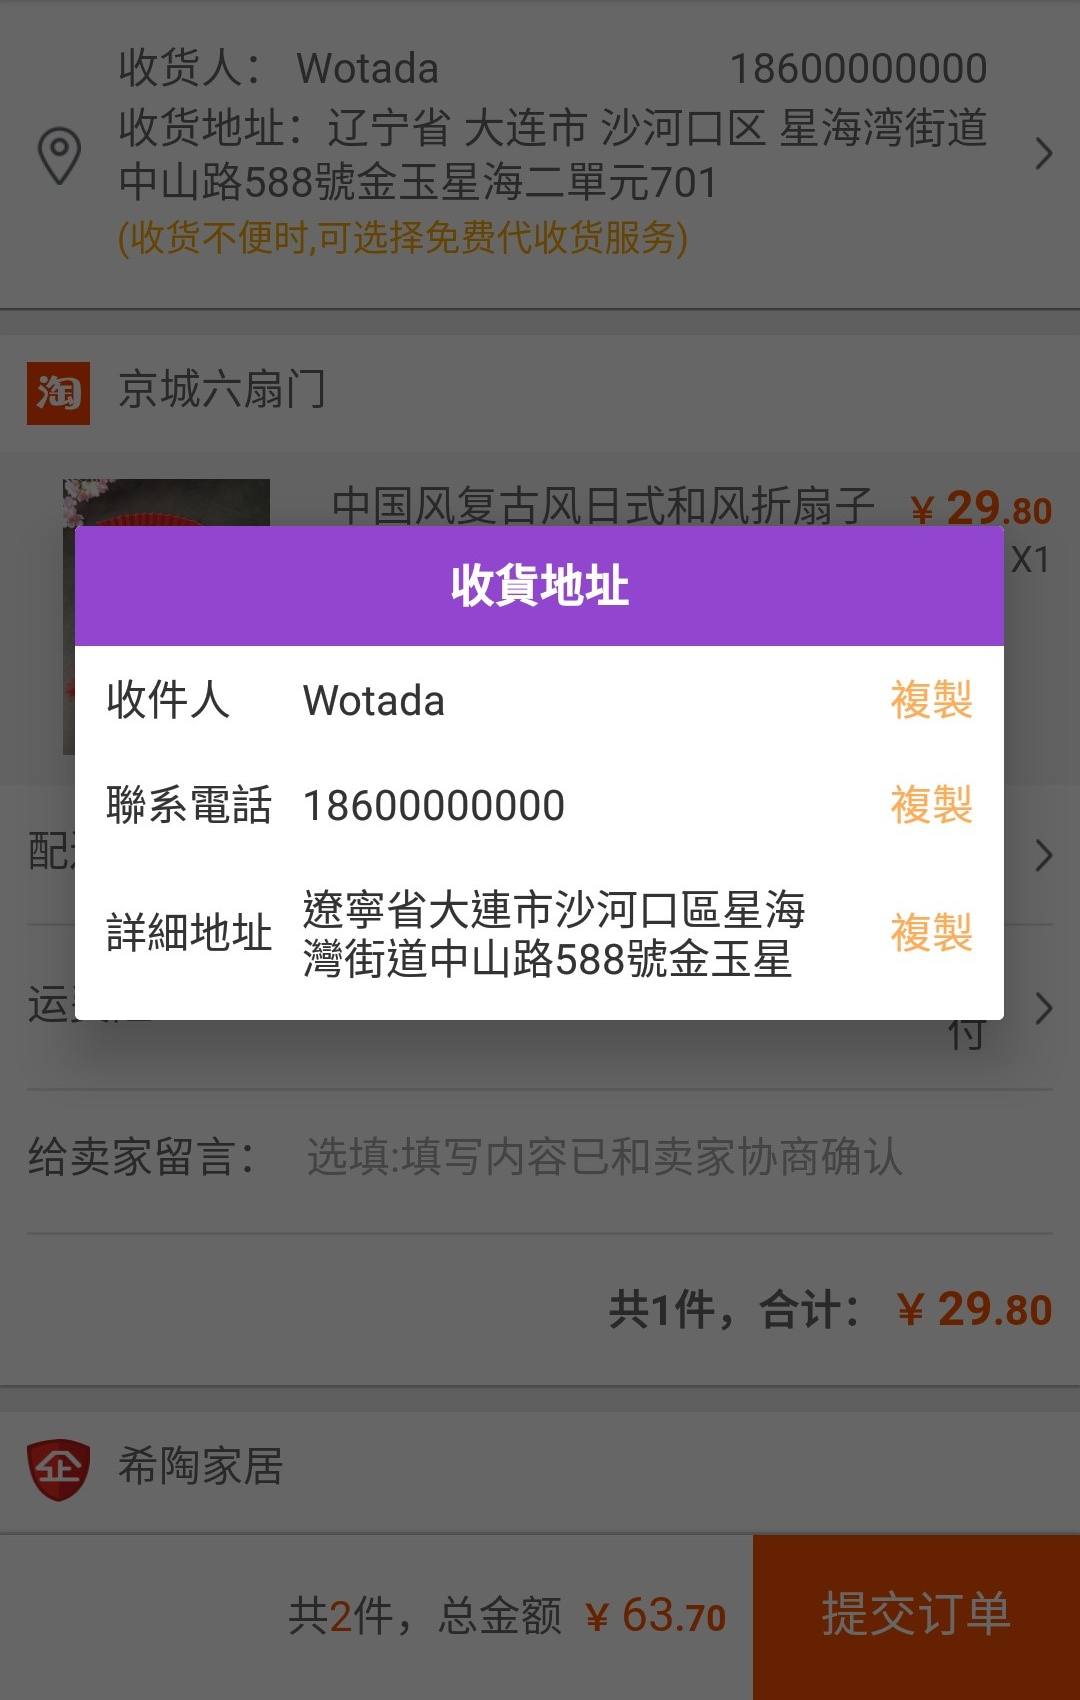 收货人： Wotada 18600000000
收货地址：辽宁省 大连市 沙河口区 星海湾街道
中山路588號金玉星海二單元701
(收货不便时,可选择免费代收货服务)
淘 京城六扇门
中国风复古风日式和风折扇子 ¥ 29.80
X1
收貨地址
收件人 Wotada 複製
聯系電話 18600000000 複製
詳細地址 遼寧省大連市沙河口區星海
灣街道中山路588號金玉星 複製
配
运
付
给卖家留言： 选填:填写内容已和卖家协商确认
共1件，合计： ¥ 29.80
企 希陶家居
共2件，总金额 ¥ 63.70 提交订单